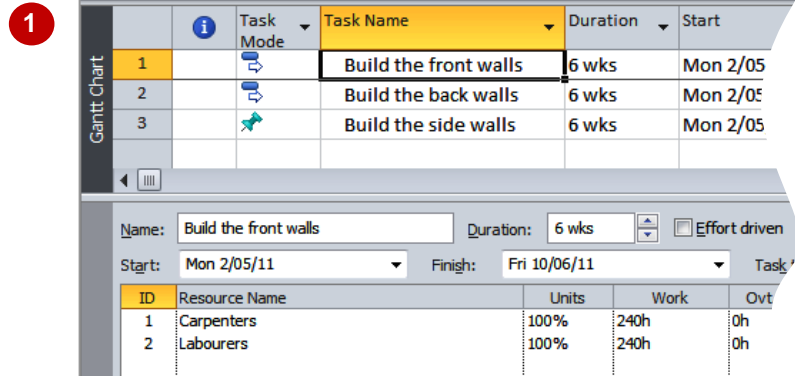 1
Task Mode Task Name Duration Start
Gantt Chart
1 Build the front walls 6 wks Mon 2/05
2 Build the back walls 6 wks Mon 2/05
3 Build the side walls 6 wks Mon 2/05
Name: Build the front walls Duration: 6 wks Effort driven
Start: Mon 2/05/11 Finish: Fri 10/06/11 Task
ID Resource Name Units Work Ovt
1 Carpenters 100% 240h 0h
2 Labourers 100% 240h 0h